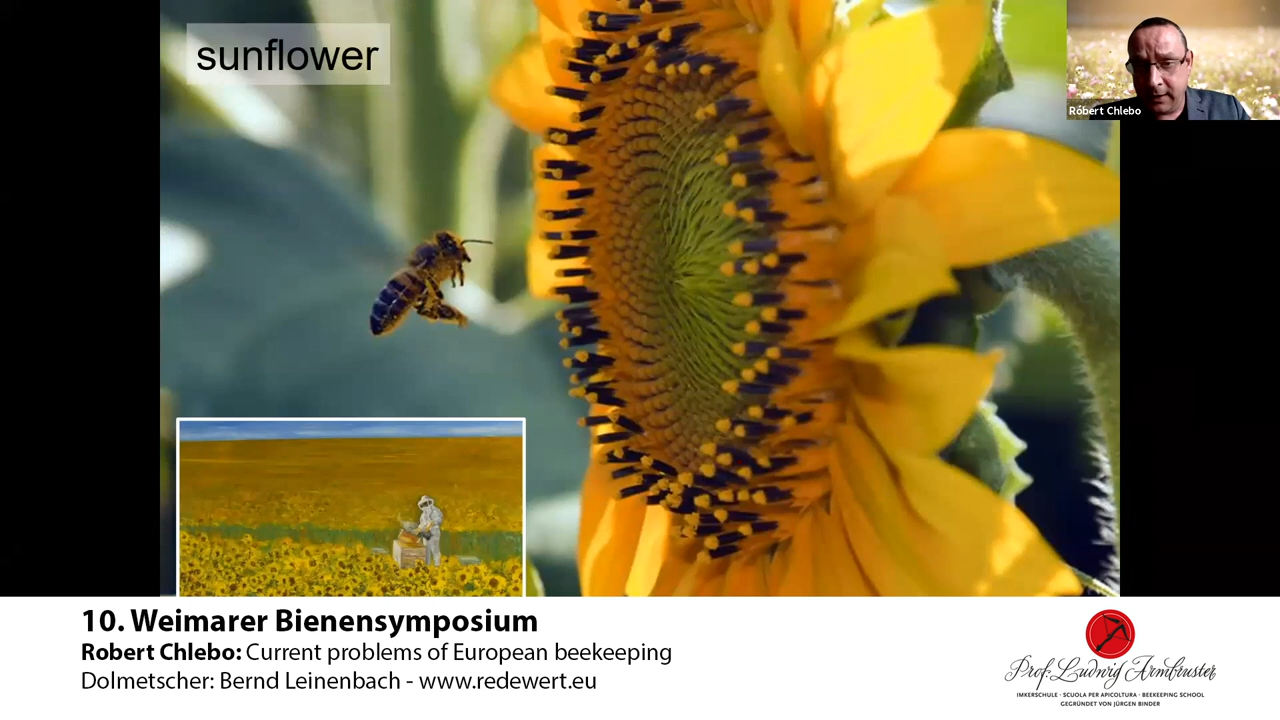 sunflower
Róbert Chlebo
10. Weimarer Bienensymposium
Robert Chlebo: Current problems of European beekeeping
Dolmetscher: Bernd Leinenbach - www.redewert.eu
Prof. Ludwig Armbruster
IMKERSCHULE · SCUOLA PER APICOLTURA · BEEKEEPING SCHOOL
GEGRÜNDET VON JÜRGEN BINDER